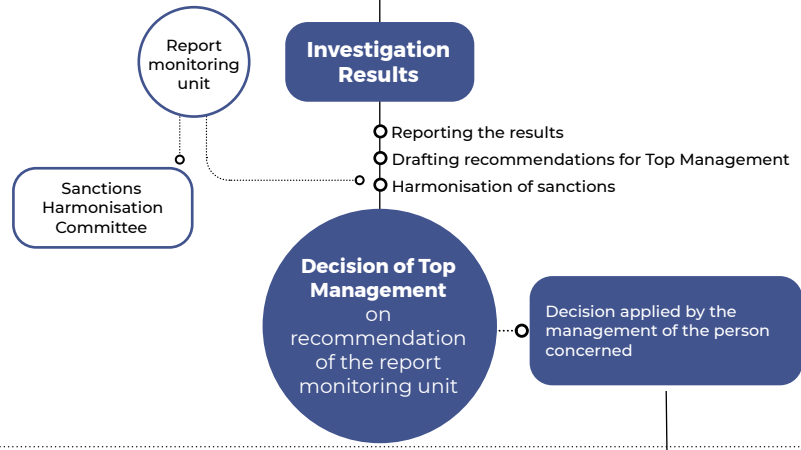 Report
monitoring
unit
Investigation
Results
Reporting the results
Drafting recommendations for Top Management
Harmonisation of sanctions
Sanctions
Harmonisation
Committee
Decision of Top
Management
on
recommendation
of the report
monitoring unit
Decision applied by the
management of the person
concerned